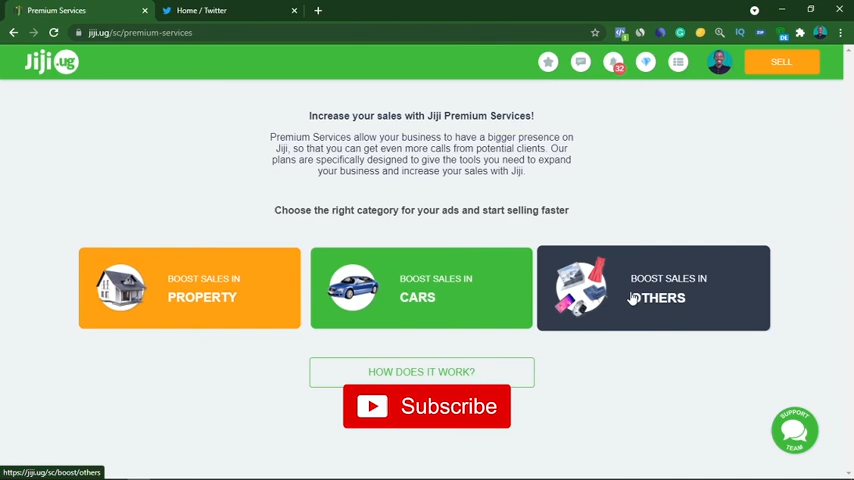 Premium Services
Home / Twitter
jiji.ug/sc/premium-services
Jiji .ug
32
SELL
Increase your sales with Jiji Premium Services!
Premium Services allow your business to have a bigger presence on
Jiji, so that you can get even more calls from potential clients. Our
plans are specifically designed to give the tools you need to expand
your business and increase your sales with Jiji.
Choose the right category for your ads and start selling faster
BOOST SALES IN
PROPERTY
BOOST SALES IN
CARS
BOOST SALES IN
OTHERS
HOW DOES IT WORK?
Subscribe
SUPPORT
TEAM
https://jiji.ug/sc/boost/others